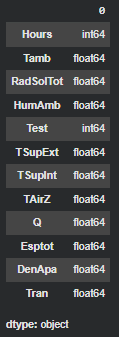 0
Hours int64
Tamb float64
RadSolTot float64
HumAmb float64
Test int64
TSupExt float64
TSupInt float64
TAirZ float64
Q float64
Esptot float64
DenApa float64
Tran float64
dtype: object